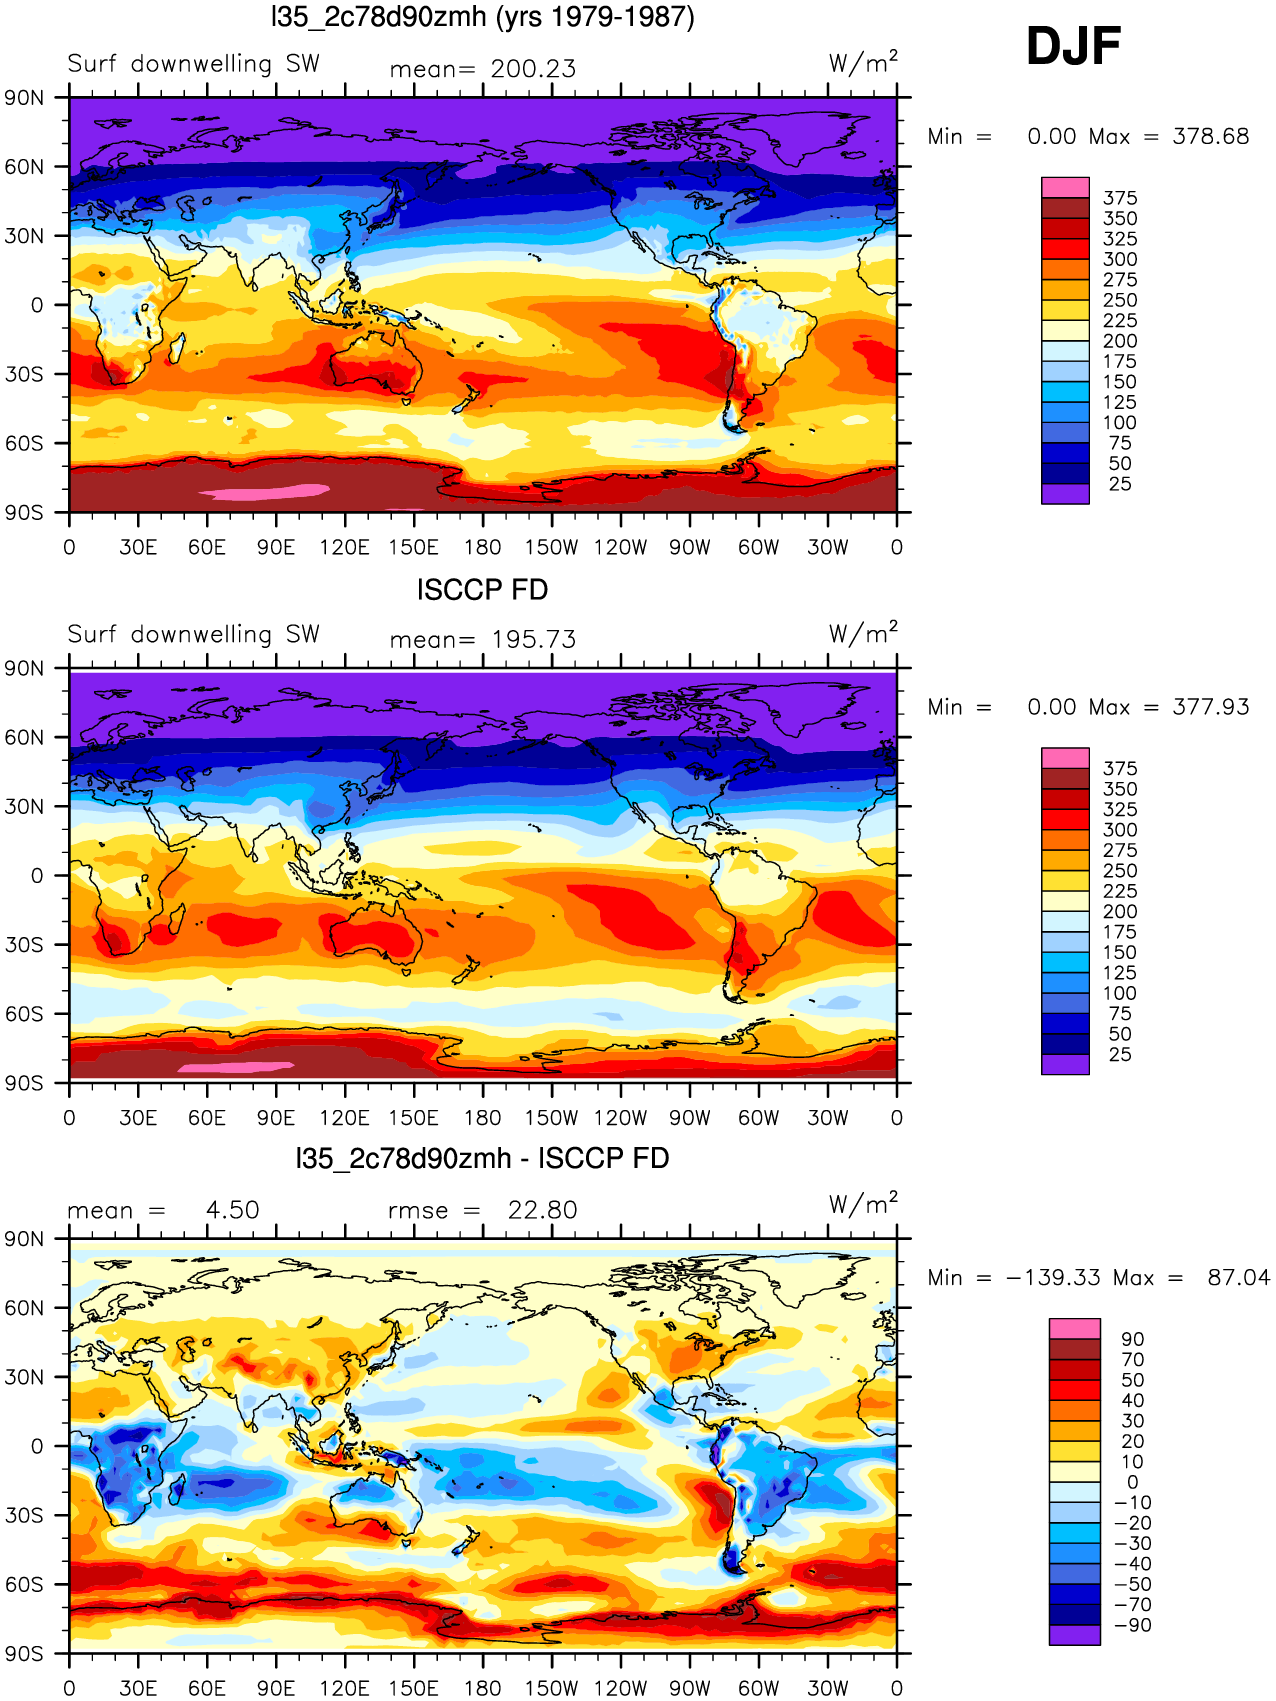 l35_2c78d90zmh (yrs 1979-1987)
DJF
Surf downwelling SW mean= 200.23 W/m²
Min = 0.00 Max = 378.68
90N
60N
30N
0
30S
60S
90S
0 30E 60E 90E 120E 150E 180 150W 120W 90W 60W 30W 0
375
350
325
300
275
250
225
200
175
150
125
100
75
50
25
ISCCP FD
Surf downwelling SW mean= 195.73 W/m²
Min = 0.00 Max = 377.93
90N
60N
30N
0
30S
60S
90S
0 30E 60E 90E 120E 150E 180 150W 120W 90W 60W 30W 0
375
350
325
300
275
250
225
200
175
150
125
100
75
50
25
l35_2c78d90zmh - ISCCP FD
mean = 4.50 rmse = 22.80 W/m²
Min = −139.33 Max = 87.04
90N
60N
30N
0
30S
60S
90S
0 30E 60E 90E 120E 150E 180 150W 120W 90W 60W 30W 0
90
70
50
40
30
20
10
0
−10
−20
−30
−40
−50
−70
−90